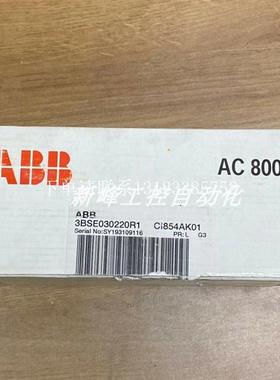 ABB
AC 800
新峰工控自动化
ABB
3BSE030220R1 Ci854AK01
Serial No:SY193109116
PR: L G3